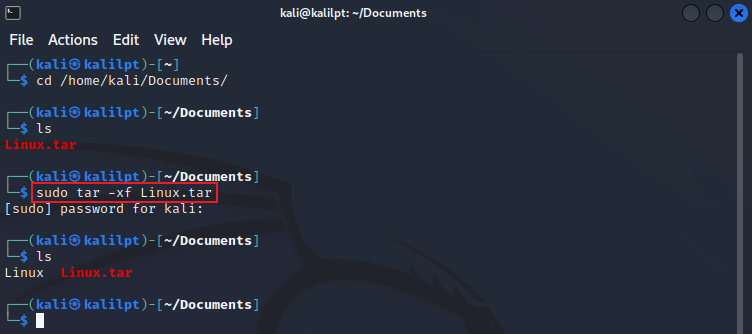 kali@kalilpt: ~/Documents
File Actions Edit View Help
┌──(kali㉿kalilpt)-[~]
└─$ cd /home/kali/Documents/
┌──(kali㉿kalilpt)-[~/Documents]
└─$ ls
Linux.tar
┌──(kali㉿kalilpt)-[~/Documents]
└─$ sudo tar -xf Linux.tar
[sudo] password for kali:
┌──(kali㉿kalilpt)-[~/Documents]
└─$ ls
Linux  Linux.tar
┌──(kali㉿kalilpt)-[~/Documents]
└─$